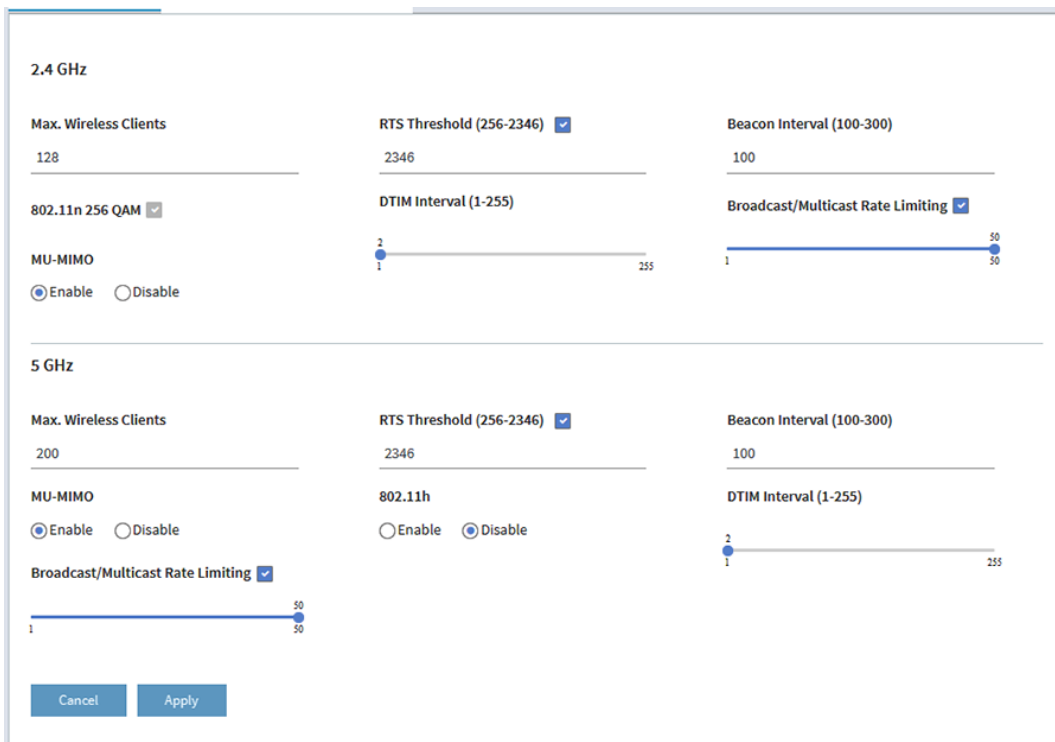 2.4 GHz
Max. Wireless Clients
RTS Threshold (256-2346)
Beacon Interval (100-300)
128
2346
100
802.11n 256 QAM
DTIM Interval (1-255)
Broadcast/Multicast Rate Limiting
2
1
255
50
1
50
MU-MIMO
Enable Disable
5 GHz
Max. Wireless Clients
RTS Threshold (256-2346)
Beacon Interval (100-300)
200
2346
100
MU-MIMO
802.11h
DTIM Interval (1-255)
Enable Disable
Enable Disable
2
1
255
Broadcast/Multicast Rate Limiting
50
1
50
Cancel
Apply